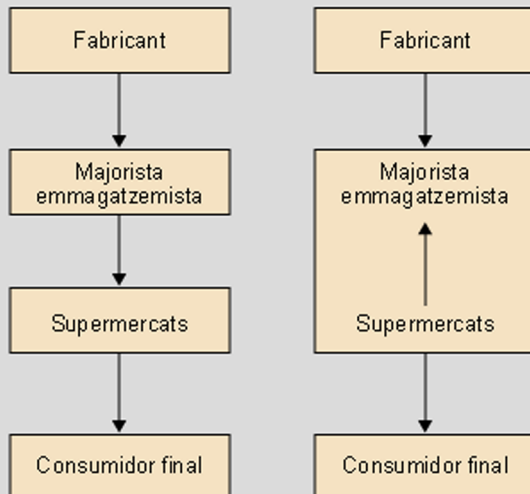 Fabricant
Majorista
emmagatzemista
Supermercats
Consumidor final
Fabricant
Majorista
emmagatzemista
Supermercats
Consumidor final